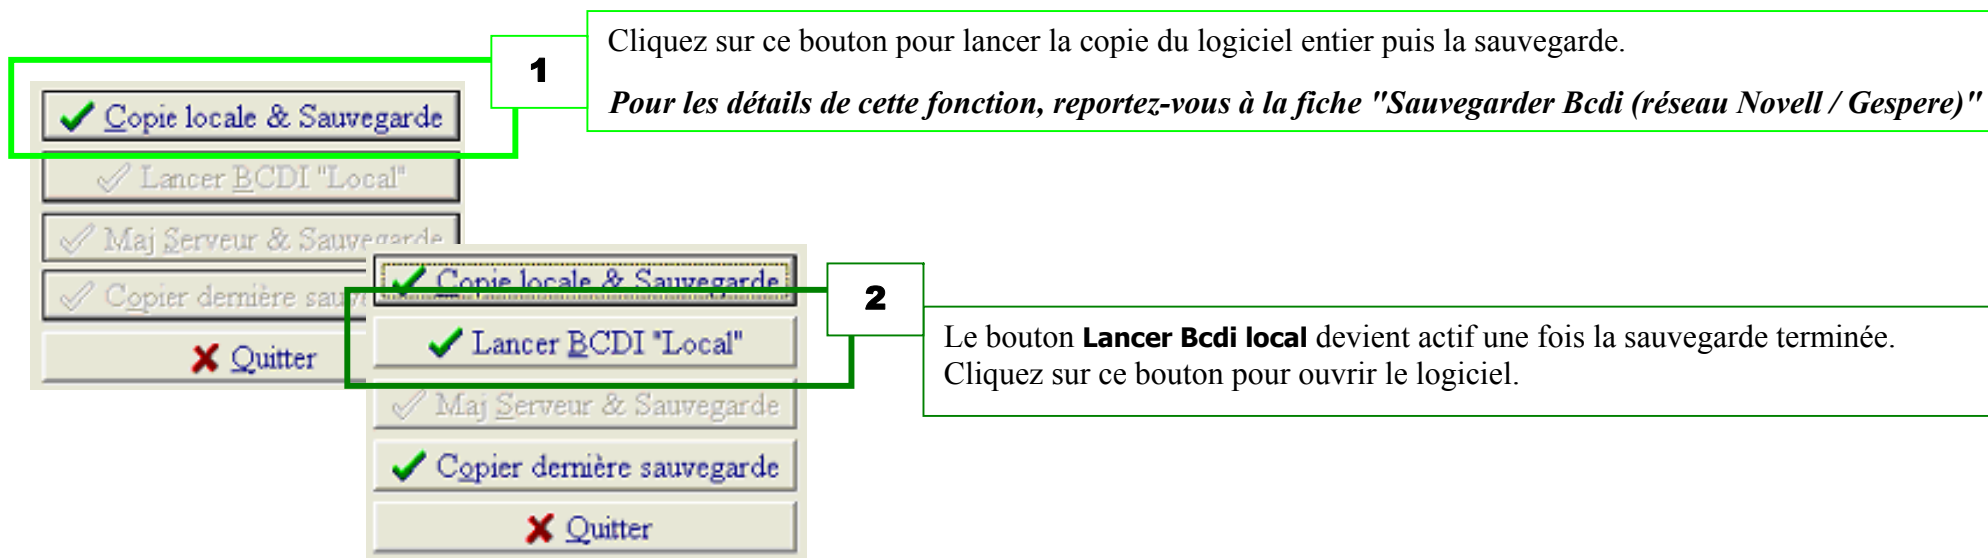 1
Cliquez sur ce bouton pour lancer la copie du logiciel entier puis la sauvegarde.
Pour les détails de cette fonction, reportez-vous à la fiche "Sauvegarder Bcdi (réseau Novell / Gespere)"
Copie locale & Sauvegarde
Lancer BCDI "Local"
Maj Serveur & Sauvegarde
Copier dernière sauv
Quitter
2
Le bouton Lancer Bcdi local devient actif une fois la sauvegarde terminée.
Cliquez sur ce bouton pour ouvrir le logiciel.
Copie locale & Sauvegarde
Lancer BCDI "Local"
Maj Serveur & Sauvegarde
Copier dernière sauvegarde
Quitter